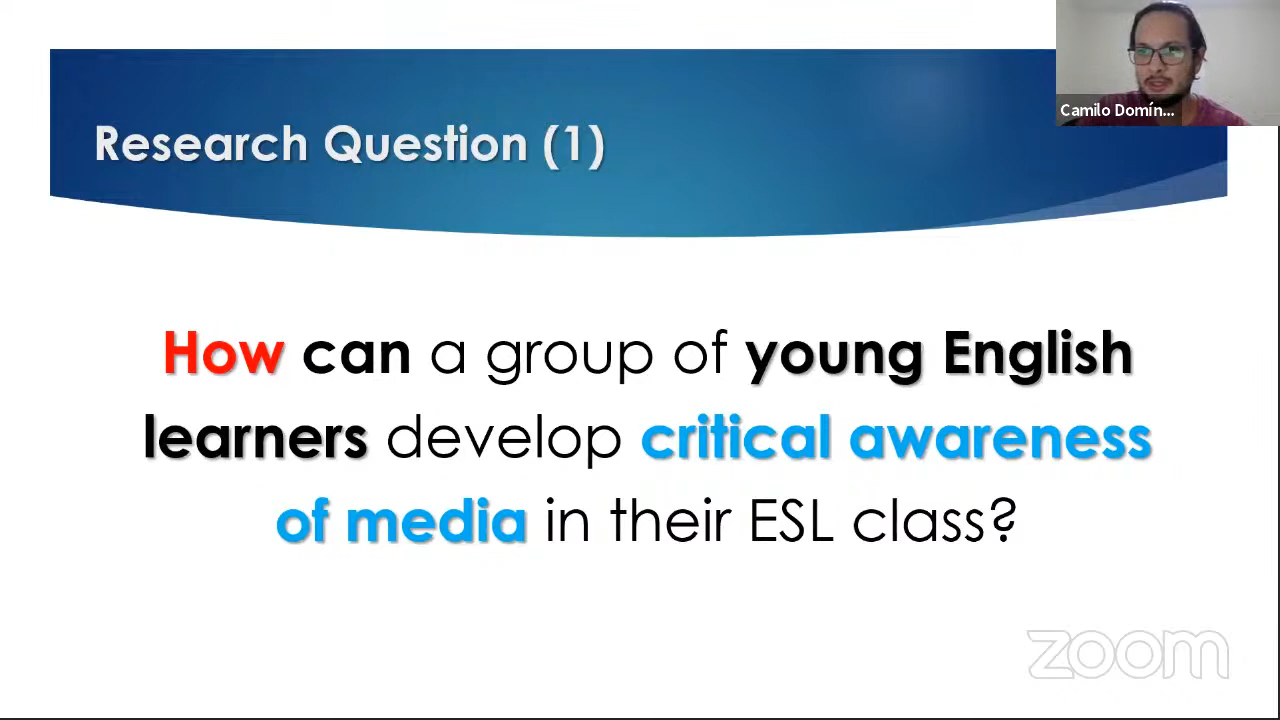 Camilo Domín...
Research Question (1)
How can a group of young English
learners develop critical awareness
of media in their ESL class?
zoom